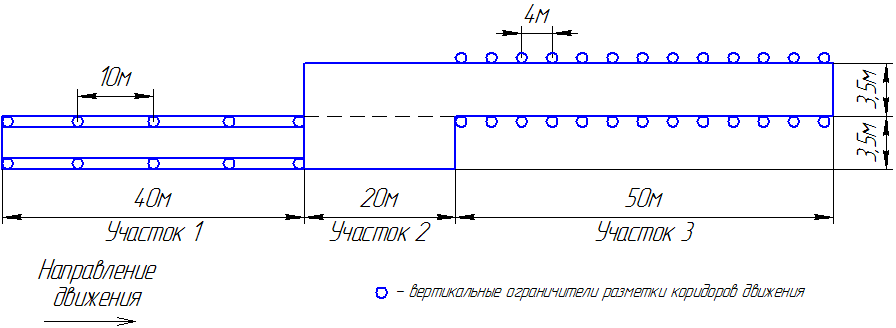 4м
10м
3,5м
3,5м
40м
20м
50м
Участок 1
Участок 2
Участок 3
Направление
движения
- вертикальные ограничители разметки коридоров движения